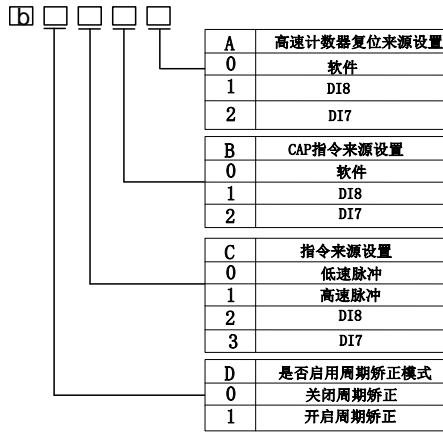 b
A 高速计数器复位来源设置
0 软件
1 DI8
2 DI7
B CAP指令来源设置
0 软件
1 DI8
2 DI7
C 指令来源设置
0 低速脉冲
1 高速脉冲
2 DI8
3 DI7
D 是否启用周期矫正模式
0 关闭周期矫正
1 开启周期矫正